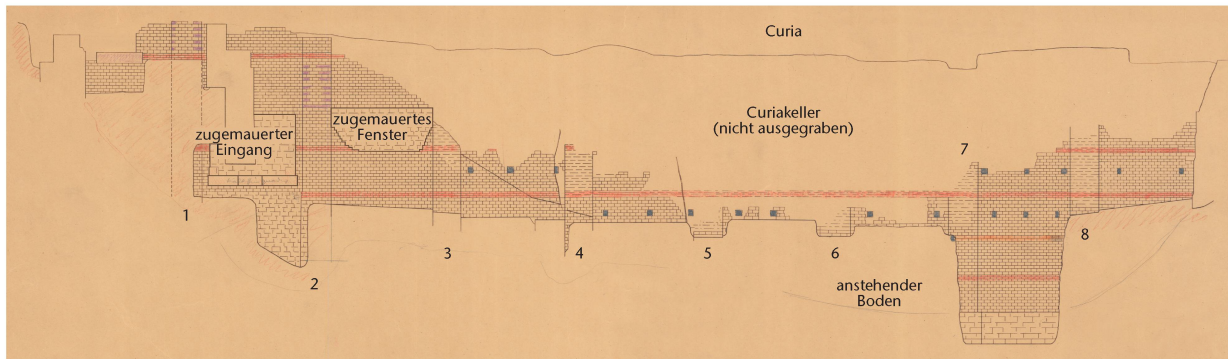 Curia
Curiakeller
(nicht ausgegraben)
zugemauerter
Eingang
zugemauertes
Fenster
7
1
2
3
4
5
6
8
anstehender
Boden